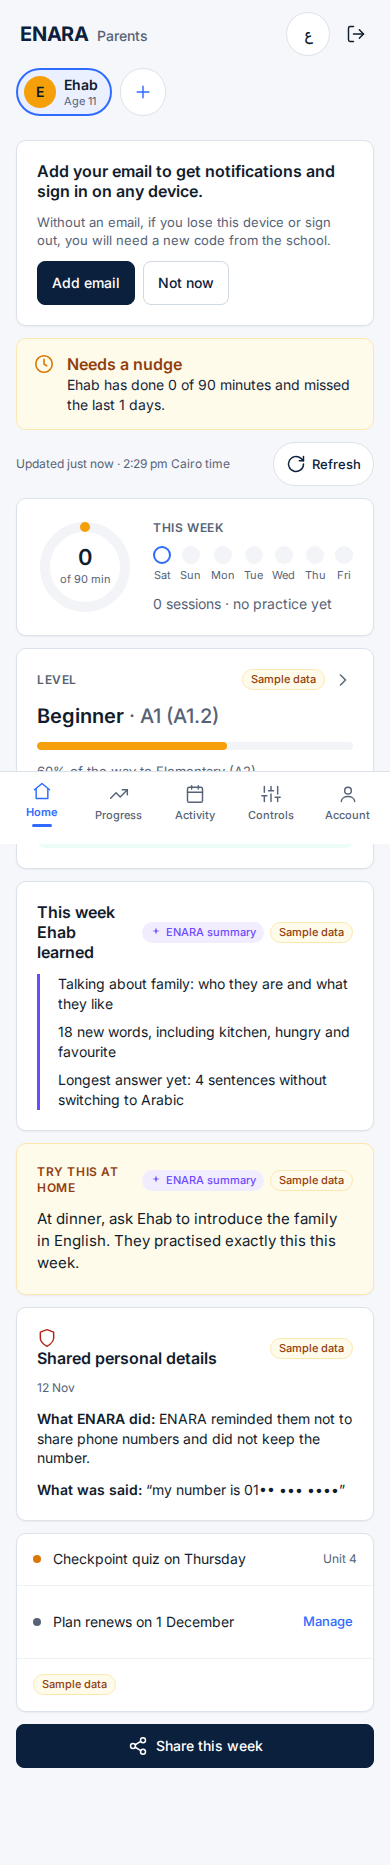 ENARA Parents
ع
E
Ehab
Age 11
Add your email to get notifications and
sign in on any device.
Without an email, if you lose this device or sign
out, you will need a new code from the school.
Add email
Not now
Needs a nudge
Ehab has done 0 of 90 minutes and missed
the last 1 days.
Updated just now · 2:29 pm Cairo time
Refresh
0
of 90 min
THIS WEEK
Sat Sun Mon Tue Wed Thu Fri
0 sessions · no practice yet
LEVEL
Sample data
Beginner · A1 (A1.2)
60% of the way to Elementary (A2)
Home
Progress
Activity
Controls
Account
This week
Ehab
learned
ENARA summary
Sample data
Talking about family: who they are and what
they like
18 new words, including kitchen, hungry and
favourite
Longest answer yet: 4 sentences without
switching to Arabic
TRY THIS AT
HOME
ENARA summary
Sample data
At dinner, ask Ehab to introduce the family
in English. They practised exactly this this
week.
Shared personal details
Sample data
12 Nov
What ENARA did: ENARA reminded them not to
share phone numbers and did not keep the
number.
What was said: “my number is 01•• ••• ••••”
Checkpoint quiz on Thursday
Unit 4
Plan renews on 1 December
Manage
Sample data
Share this week